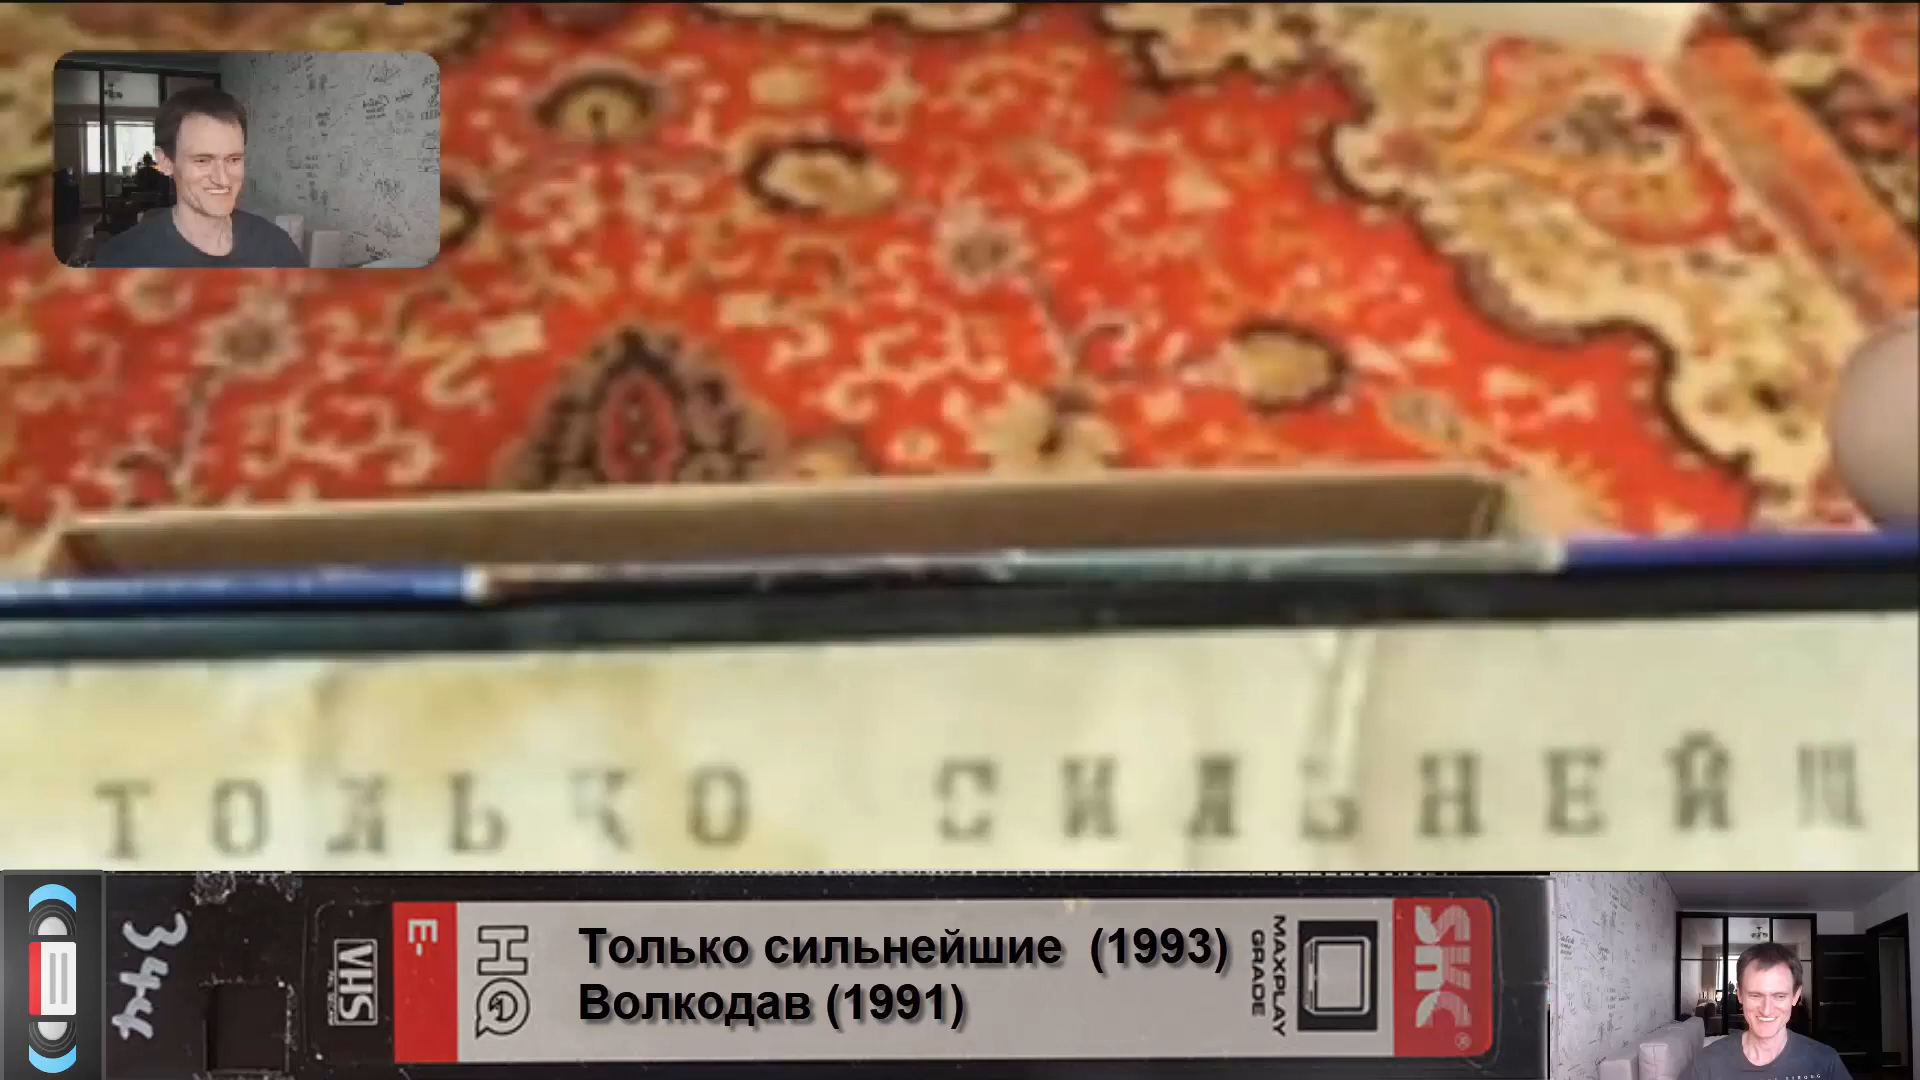 ТОЛЬКО СИЛЬНЕЙШ
344
VHS
E-
HQ
Только сильнейшие (1993)
Волкодав (1991)
MAXPLAY
GRADE
SKC